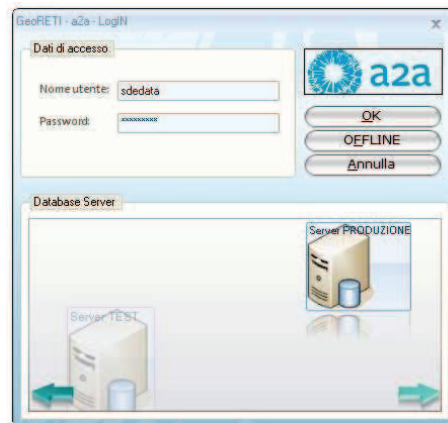 GeoRETI - a2a - LogIN
x
Dati di accesso
Nome utente:
sdedata
Password:
xxxxxxxxx
a2a
OK
OFFLINE
Annulla
Database Server
Server PRODUZIONE
Server TEST